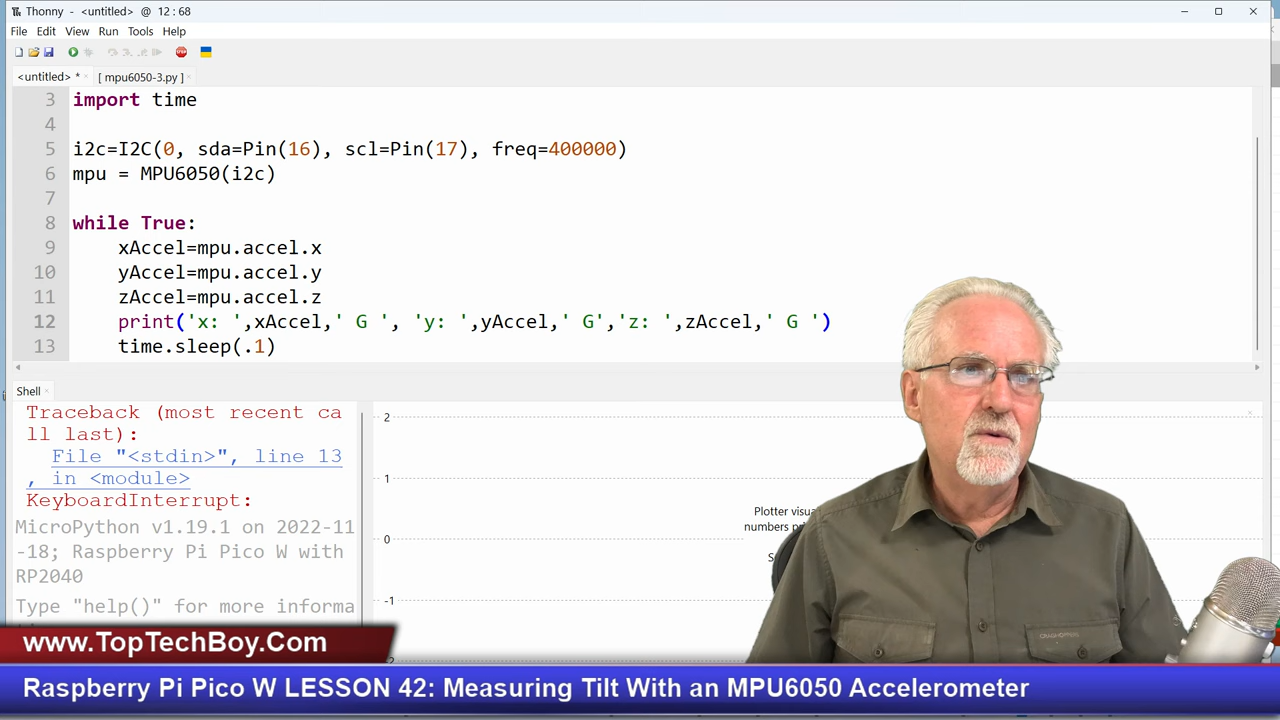 Thonny - <untitled> @ 12 : 68
File Edit View Run Tools Help
STOP
<untitled> * [ mpu6050-3.py ]
3 import time
4
5 i2c=I2C(0, sda=Pin(16), scl=Pin(17), freq=400000)
6 mpu = MPU6050(i2c)
7
8 while True:
9 xAccel=mpu.accel.x
10 yAccel=mpu.accel.y
11 zAccel=mpu.accel.z
12 print('x: ',xAccel,' G ', 'y: ',yAccel,' G','z: ',zAccel,' G ')
13 time.sleep(.1)
Shell
Traceback (most recent ca
ll last):
File "<stdin>", line 13
, in <module>
KeyboardInterrupt:
MicroPython v1.19.1 on 2022-11
-18; Raspberry Pi Pico W with
RP2040
Type "help()" for more informa
2
1
0
-1
Plotter
numbers
www.TopTechBoy.Com
Raspberry Pi Pico W LESSON 42: Measuring Tilt With an MPU6050 Accelerometer